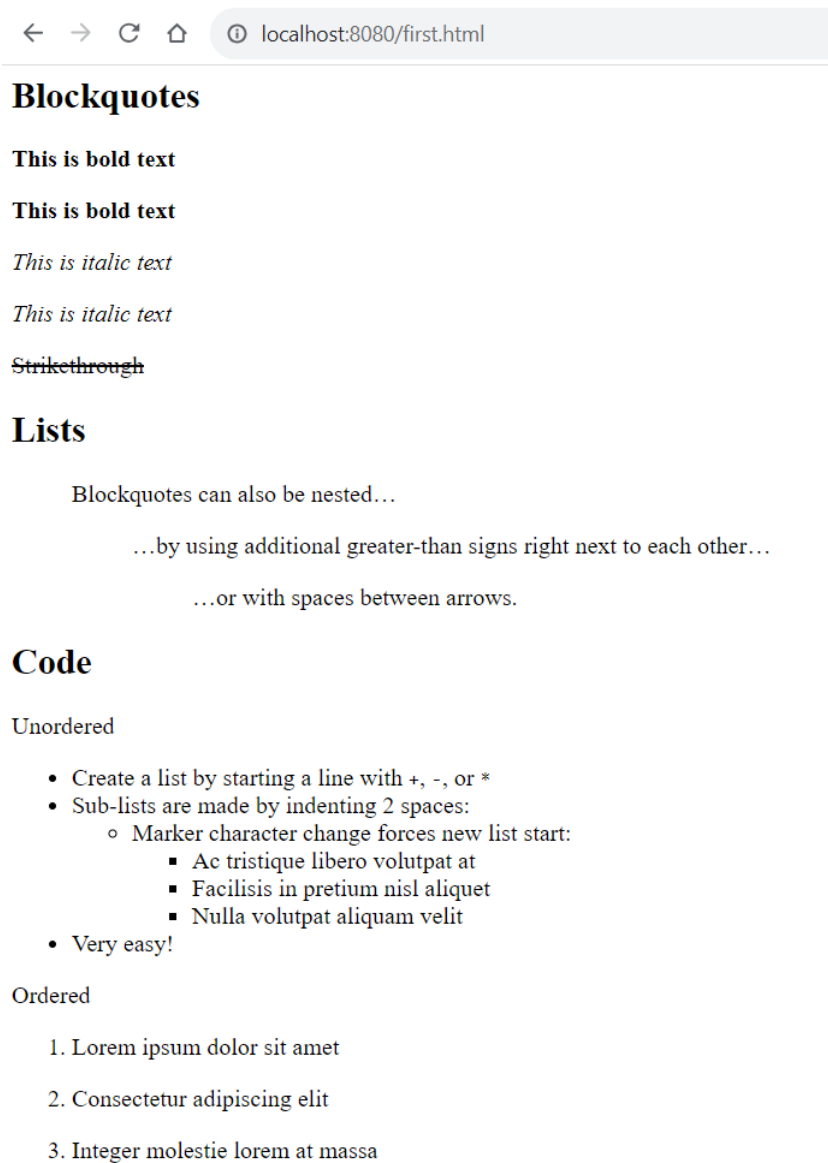 localhost:8080/first.html
Blockquotes
This is bold text
This is bold text
This is italic text
This is italic text
Strikethrough
Lists
Blockquotes can also be nested…
…by using additional greater-than signs right next to each other…
…or with spaces between arrows.
Code
Unordered
• Create a list by starting a line with +, -, or *
• Sub-lists are made by indenting 2 spaces:
◦ Marker character change forces new list start:
▪ Ac tristique libero volutpat at
▪ Facilisis in pretium nisl aliquet
▪ Nulla volutpat aliquam velit
• Very easy!
Ordered
1. Lorem ipsum dolor sit amet
2. Consectetur adipiscing elit
3. Integer molestie lorem at massa